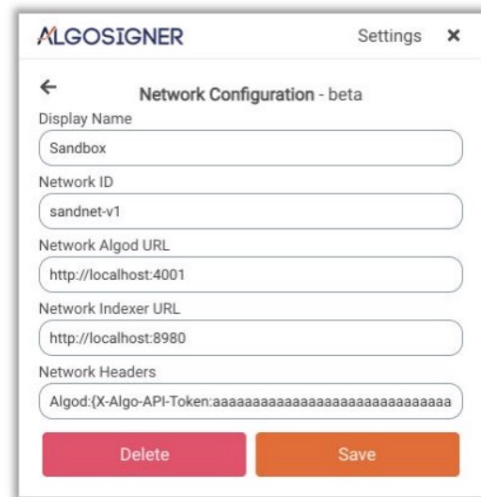 ALGOSIGNER Settings ×
← Network Configuration - beta
Display Name
Sandbox
Network ID
sandnet-v1
Network Algod URL
http://localhost:4001
Network Indexer URL
http://localhost:8980
Network Headers
Algod:{X-Algo-API-Token:aaaaaaaaaaaaaaaaaaaaaaaaaaaaaa
Delete Save